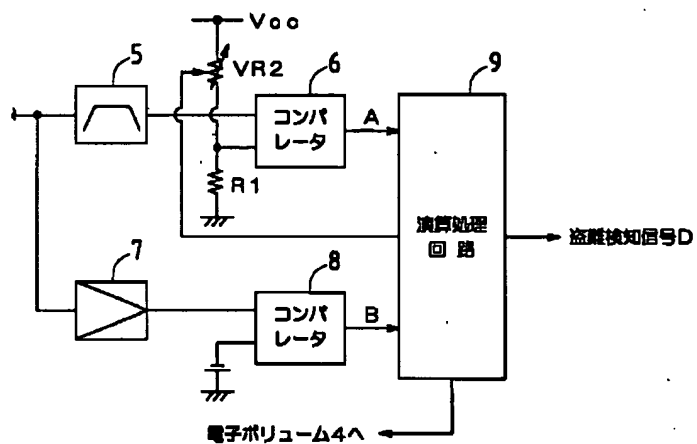 Vcc
5
VR2
6
9
コンパ
レータ
A
R1
演算処理
回路
盗難検知信号D
7
8
コンパ
レータ
B
電子ボリューム4へ